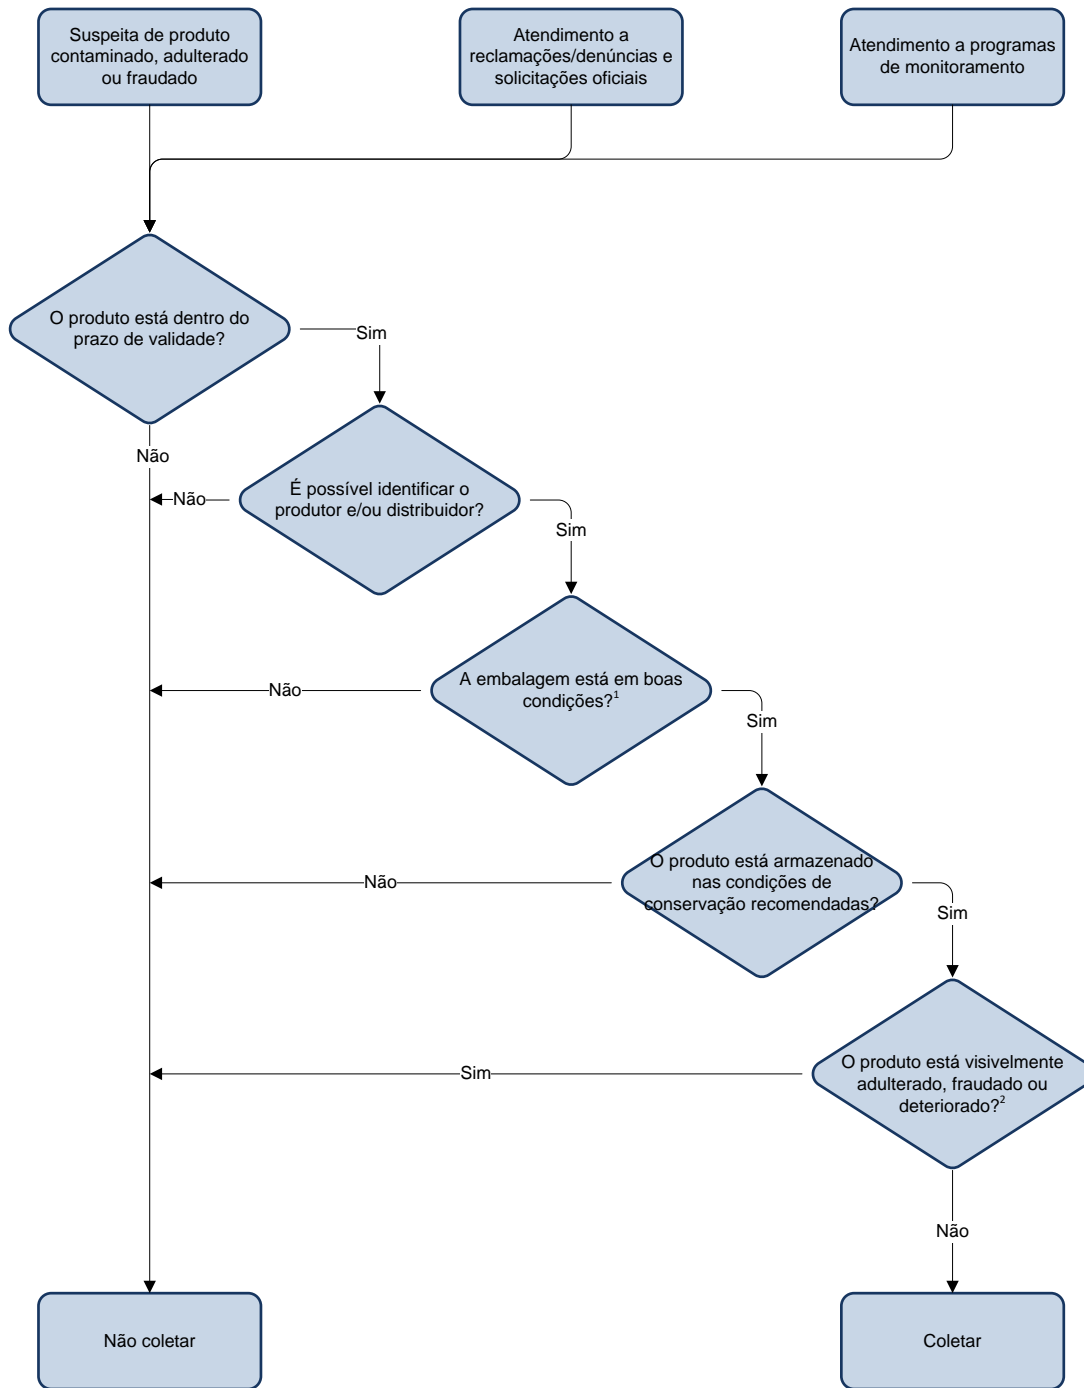 Suspeita de produto
contaminado, adulterado
ou fraudado
Atendimento a
reclamações/denúncias e
solicitações oficiais
Atendimento a programas
de monitoramento
O produto está dentro do
prazo de validade?
Sim
Não
É possível identificar o
produtor e/ou distribuidor?
Não
Sim
A embalagem está em boas
condições?¹
Não
Sim
O produto está armazenado
nas condições de
conservação recomendadas?
Não
Sim
O produto está visivelmente
adulterado, fraudado ou
deteriorado?²
Sim
Não
Não coletar
Coletar